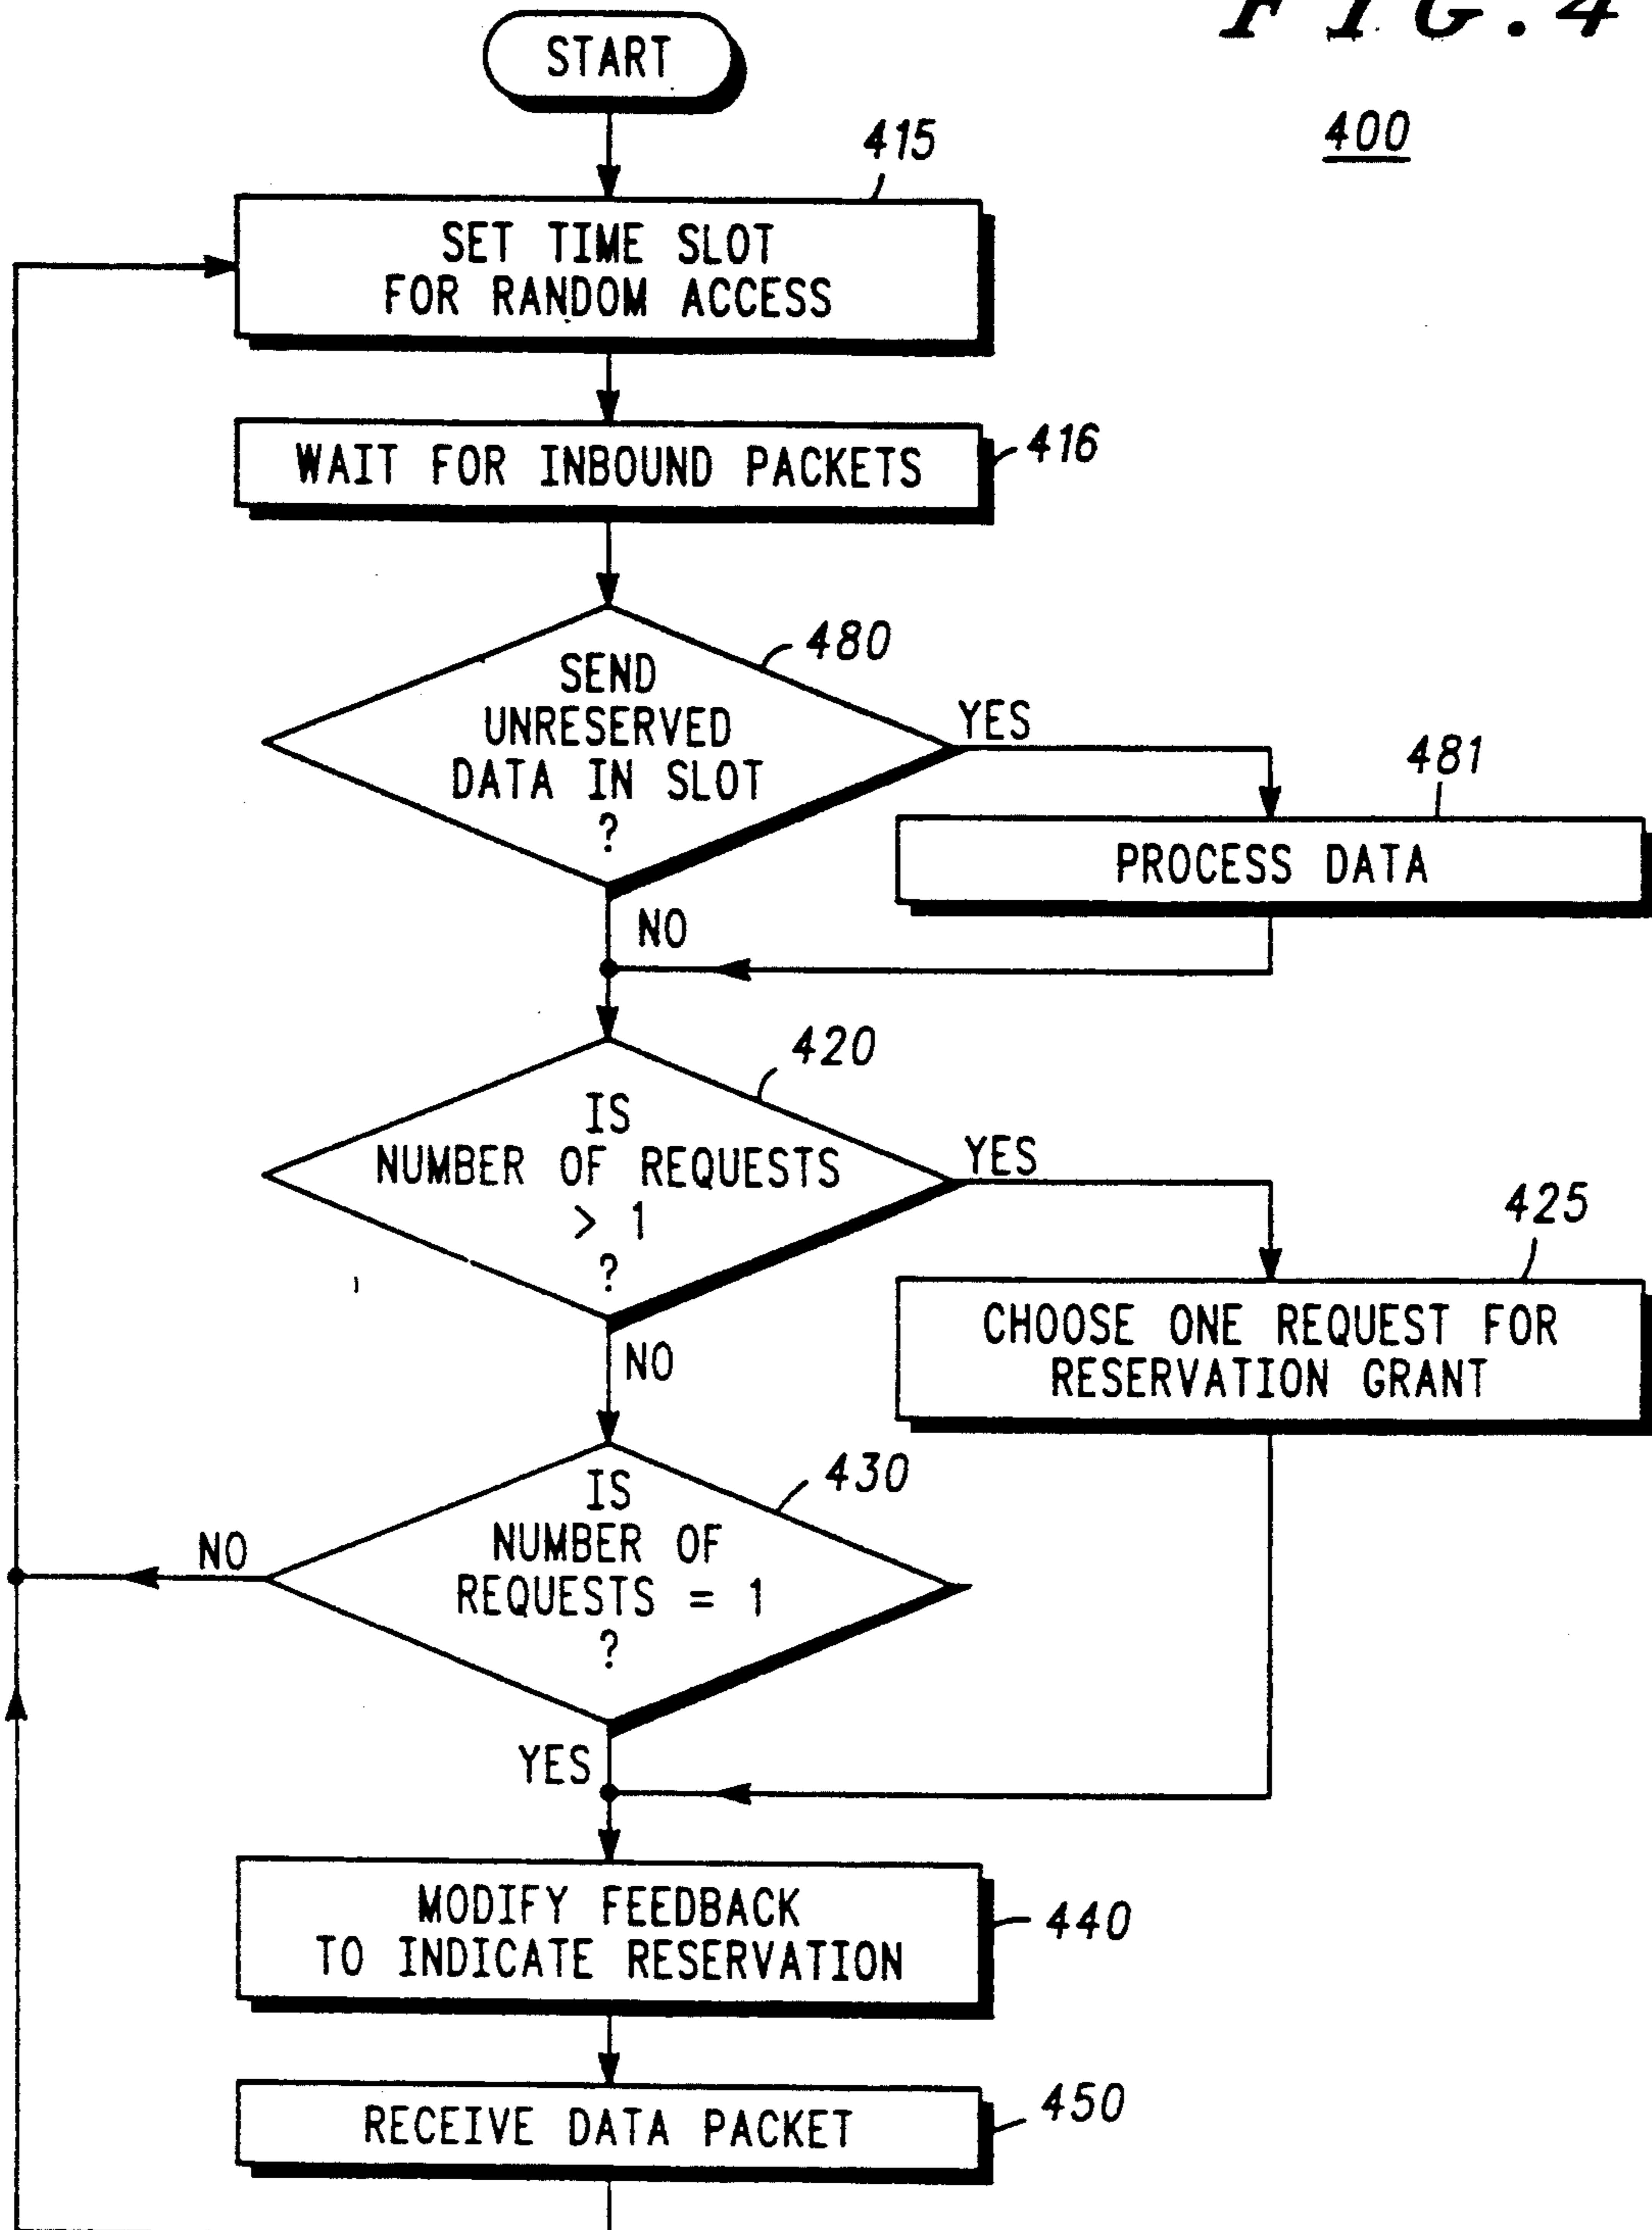 FIG. 4
400
START
415
SET TIME SLOT
FOR RANDOM ACCESS
WAIT FOR INBOUND PACKETS
416
480
SEND
UNRESERVED
DATA IN SLOT
?
YES
481
PROCESS DATA
NO
420
IS
NUMBER OF REQUESTS
> 1
?
YES
425
CHOOSE ONE REQUEST FOR
RESERVATION GRANT
NO
430
IS
NUMBER OF
REQUESTS = 1
?
NO
YES
MODIFY FEEDBACK
TO INDICATE RESERVATION
440
RECEIVE DATA PACKET
450